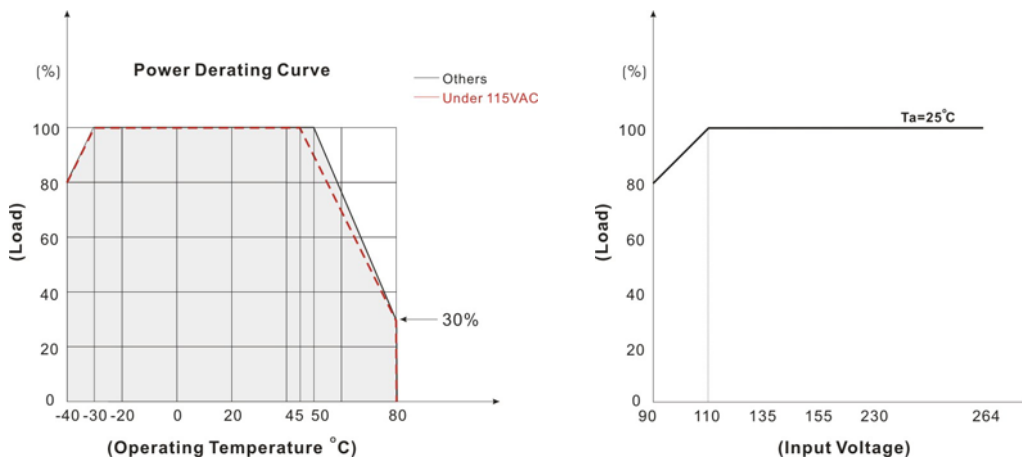 (%)
Power Derating Curve
Others
Under 115VAC
100
80
60
40
20
0
(Load)
30%
-40 -30 -20 0 20 45 50 80
(Operating Temperature °C)
(%)
Ta=25°C
100
80
60
40
20
0
(Load)
90 110 135 155 230 264
(Input Voltage)